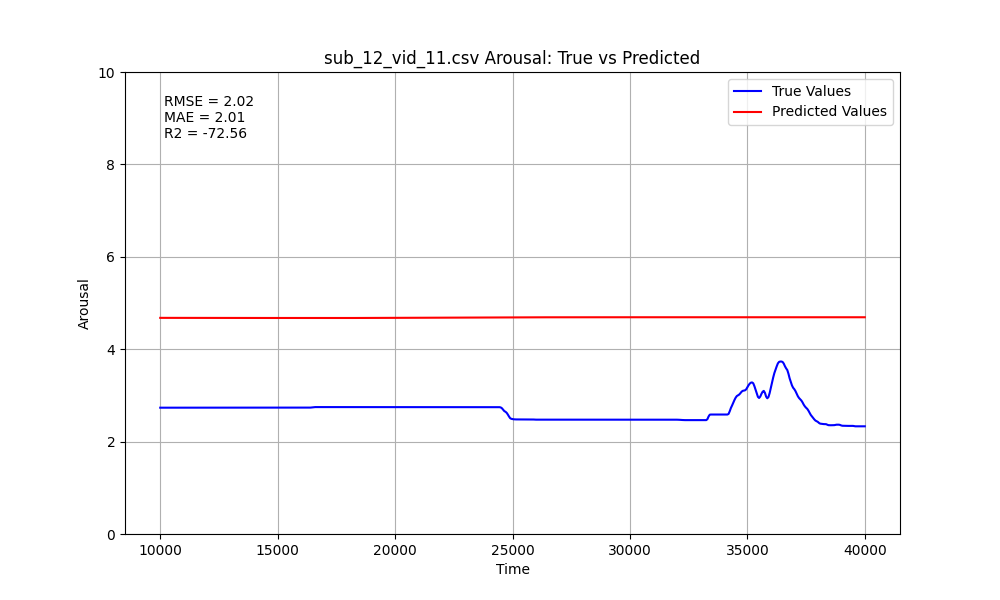 sub_12_vid_11.csv Arousal: True vs Predicted
RMSE = 2.02
MAE = 2.01
R2 = -72.56
True Values
Predicted Values
10
8
6
4
2
0
Arousal
10000 15000 20000 25000 30000 35000 40000
Time